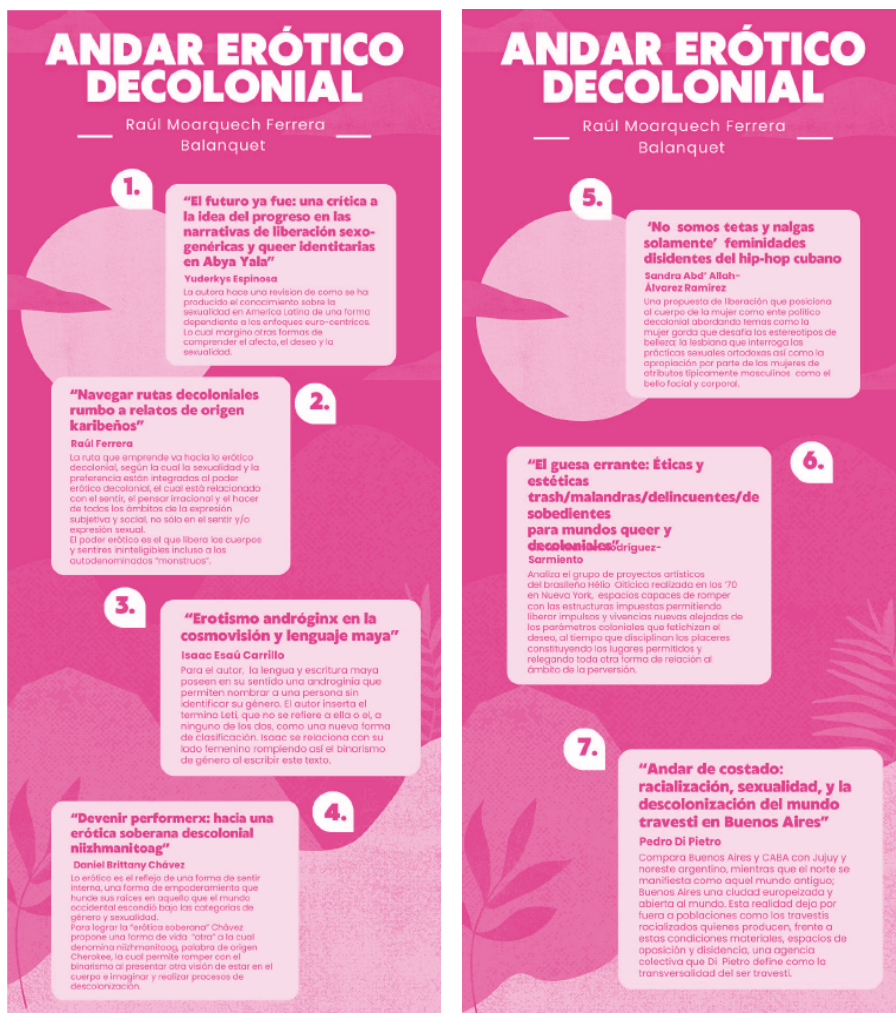 ANDAR ERÓTICO
DECOLONIAL
Raúl Moarquech Ferrera
Balanquet
1.
“El futuro ya fue: una crítica a
la idea del progreso en las
narrativas de liberación sexo-
genéricas y queer identitarias
en Abya Yala”
Yuderkys Espinosa
La autora hace una revision de como se ha
producido el conocimiento sobre la
sexualidad en America Latina de una forma
dependiente a los enfoques euro-centricos.
Lo cual margino otras formas de
comprender el afecto, el deseo y la
sexualidad.
“Navegar rutas decoloniales
rumbo a relatos de origen
karibeños”
2.
Raúl Ferrera
La ruta que emprende va hacia lo erótico
decolonial, según la cual la sexualidad y la
preferencia están integradas al poder
erótico decolonial, el cual está relacionado
con el sentir, el pensar irracional y el hacer
de todos los ámbitos de la expresión
subjetiva y social, no sólo en el sentir y/o
expresión sexual.
El poder erótico es el que libera los cuerpos
y sentires ininteligibles incluso a los
autodenominados “monstruos”.
3.
“Erotismo andróginx en la
cosmovisión y lenguaje maya”
Isaac Esaú Carrillo
Para el autor, la lengua y escritura maya
poseen en su sentido una androginia que
permiten nombrar a una persona sin
identificar su género. El autor inserta el
termino Leti, que no se refiere a ella o el, a
ninguno de los dos, como una nueva forma
de clasificación. Isaac se relaciona con su
lado femenino rompiendo así el binarismo
de género al escribir este texto.
4.
“Devenir performerx: hacia una
erótica soberana descolonial
niizhmanitoag”
Daniel Brittany Chávez
Lo erótico es el reflejo de una forma de sentir
interna, una forma de empoderamiento que
hunde sus raíces en aquello que el mundo
occidental escondió bajo las categorías de
género y sexualidad.
Para lograr la “erótica soberana” Chávez
propone una forma de vida “otra” a la cual
denomina niizhmanitoag, palabra de origen
Cherokee, la cual permite romper con el
binarismo al presentar otra visión de estar en el
cuerpo e imaginar y realizar procesos de
descolonización.
ANDAR ERÓTICO
DECOLONIAL
Raúl Moarquech Ferrera
Balanquet
5.
‘No somos tetas y nalgas
solamente’ feminidades
disidentes del hip-hop cubano
Sandra Abd’ Allah-
Álvarez Ramírez
Una propuesta de liberación que posiciona
al cuerpo de la mujer como ente político
decolonial abordando temas como la
mujer gorda que desafía los estereotipos de
belleza; la lesbiana que interroga las
prácticas sexuales ortodoxas así como la
apropiación por parte de las mujeres de
atributos típicamente masculinos como el
bello facial y corporal.
6.
“El guesa errante: Éticas y
estéticas
trash/malandras/delincuentes/de
sobedientes
para mundos queer y
decoloniales”
Rodríguez-
Sarmiento
Analiza el grupo de proyectos artísticos
del brasileño Hélio Oiticica realizada en los ’70
en Nueva York, espacios capaces de romper
con las estructuras impuestas permitiendo
liberar impulsos y vivencias nuevas alejadas de
los parámetros coloniales que fetichizan el
deseo, al tiempo que disciplinan los placeres
constituyendo los lugares permitidos y
relegando toda otra forma de relación al
ámbito de la perversión.
7.
“Andar de costado:
racialización, sexualidad, y la
descolonización del mundo
travesti en Buenos Aires”
Pedro Di Pietro
Compara Buenos Aires y CABA con Jujuy y
noreste argentino, mientras que el norte se
manifiesta como aquel mundo antiguo;
Buenos Aires una ciudad europeizada y
abierta al mundo. Esta realidad deja por
fuera a poblaciones como los travestis
racializados quienes producen, frente a
estas condiciones materiales, espacios de
oposición y disidencia, una agencia
colectiva que Di Pietro define como la
transversalidad del ser travesti.